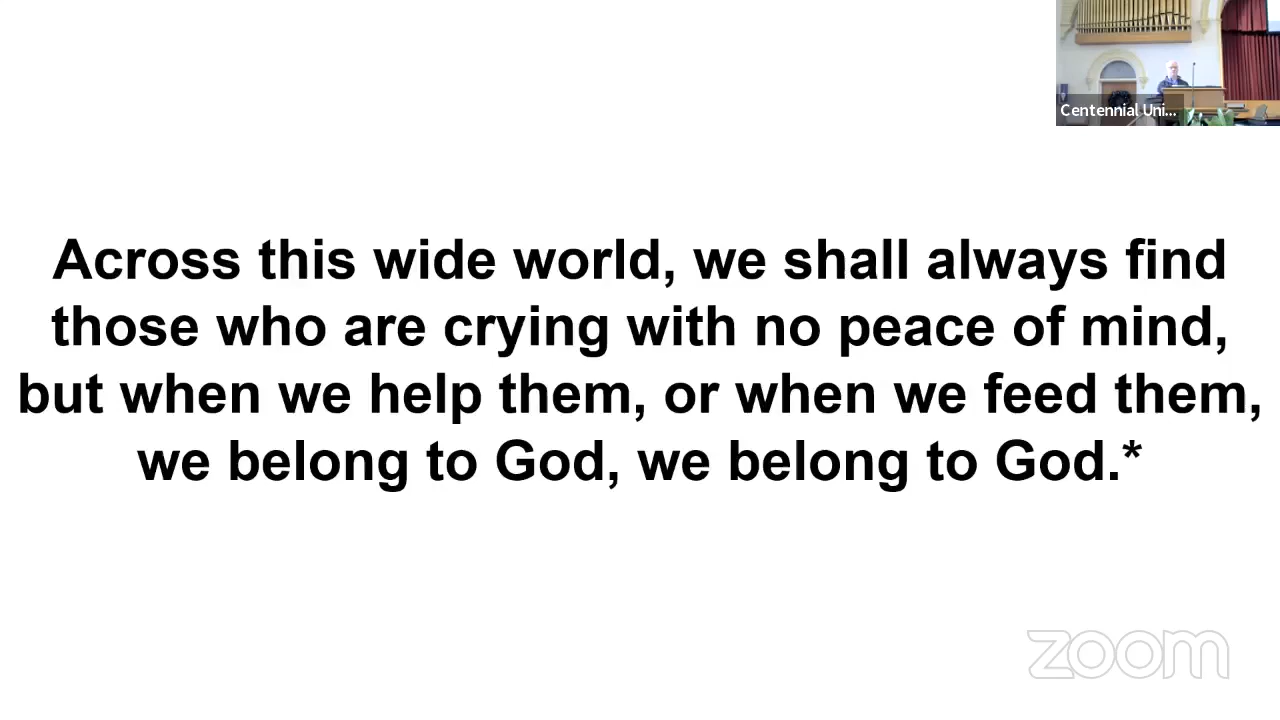 Centennial Uni...
Across this wide world, we shall always find
those who are crying with no peace of mind,
but when we help them, or when we feed them,
we belong to God, we belong to God.*
zoom